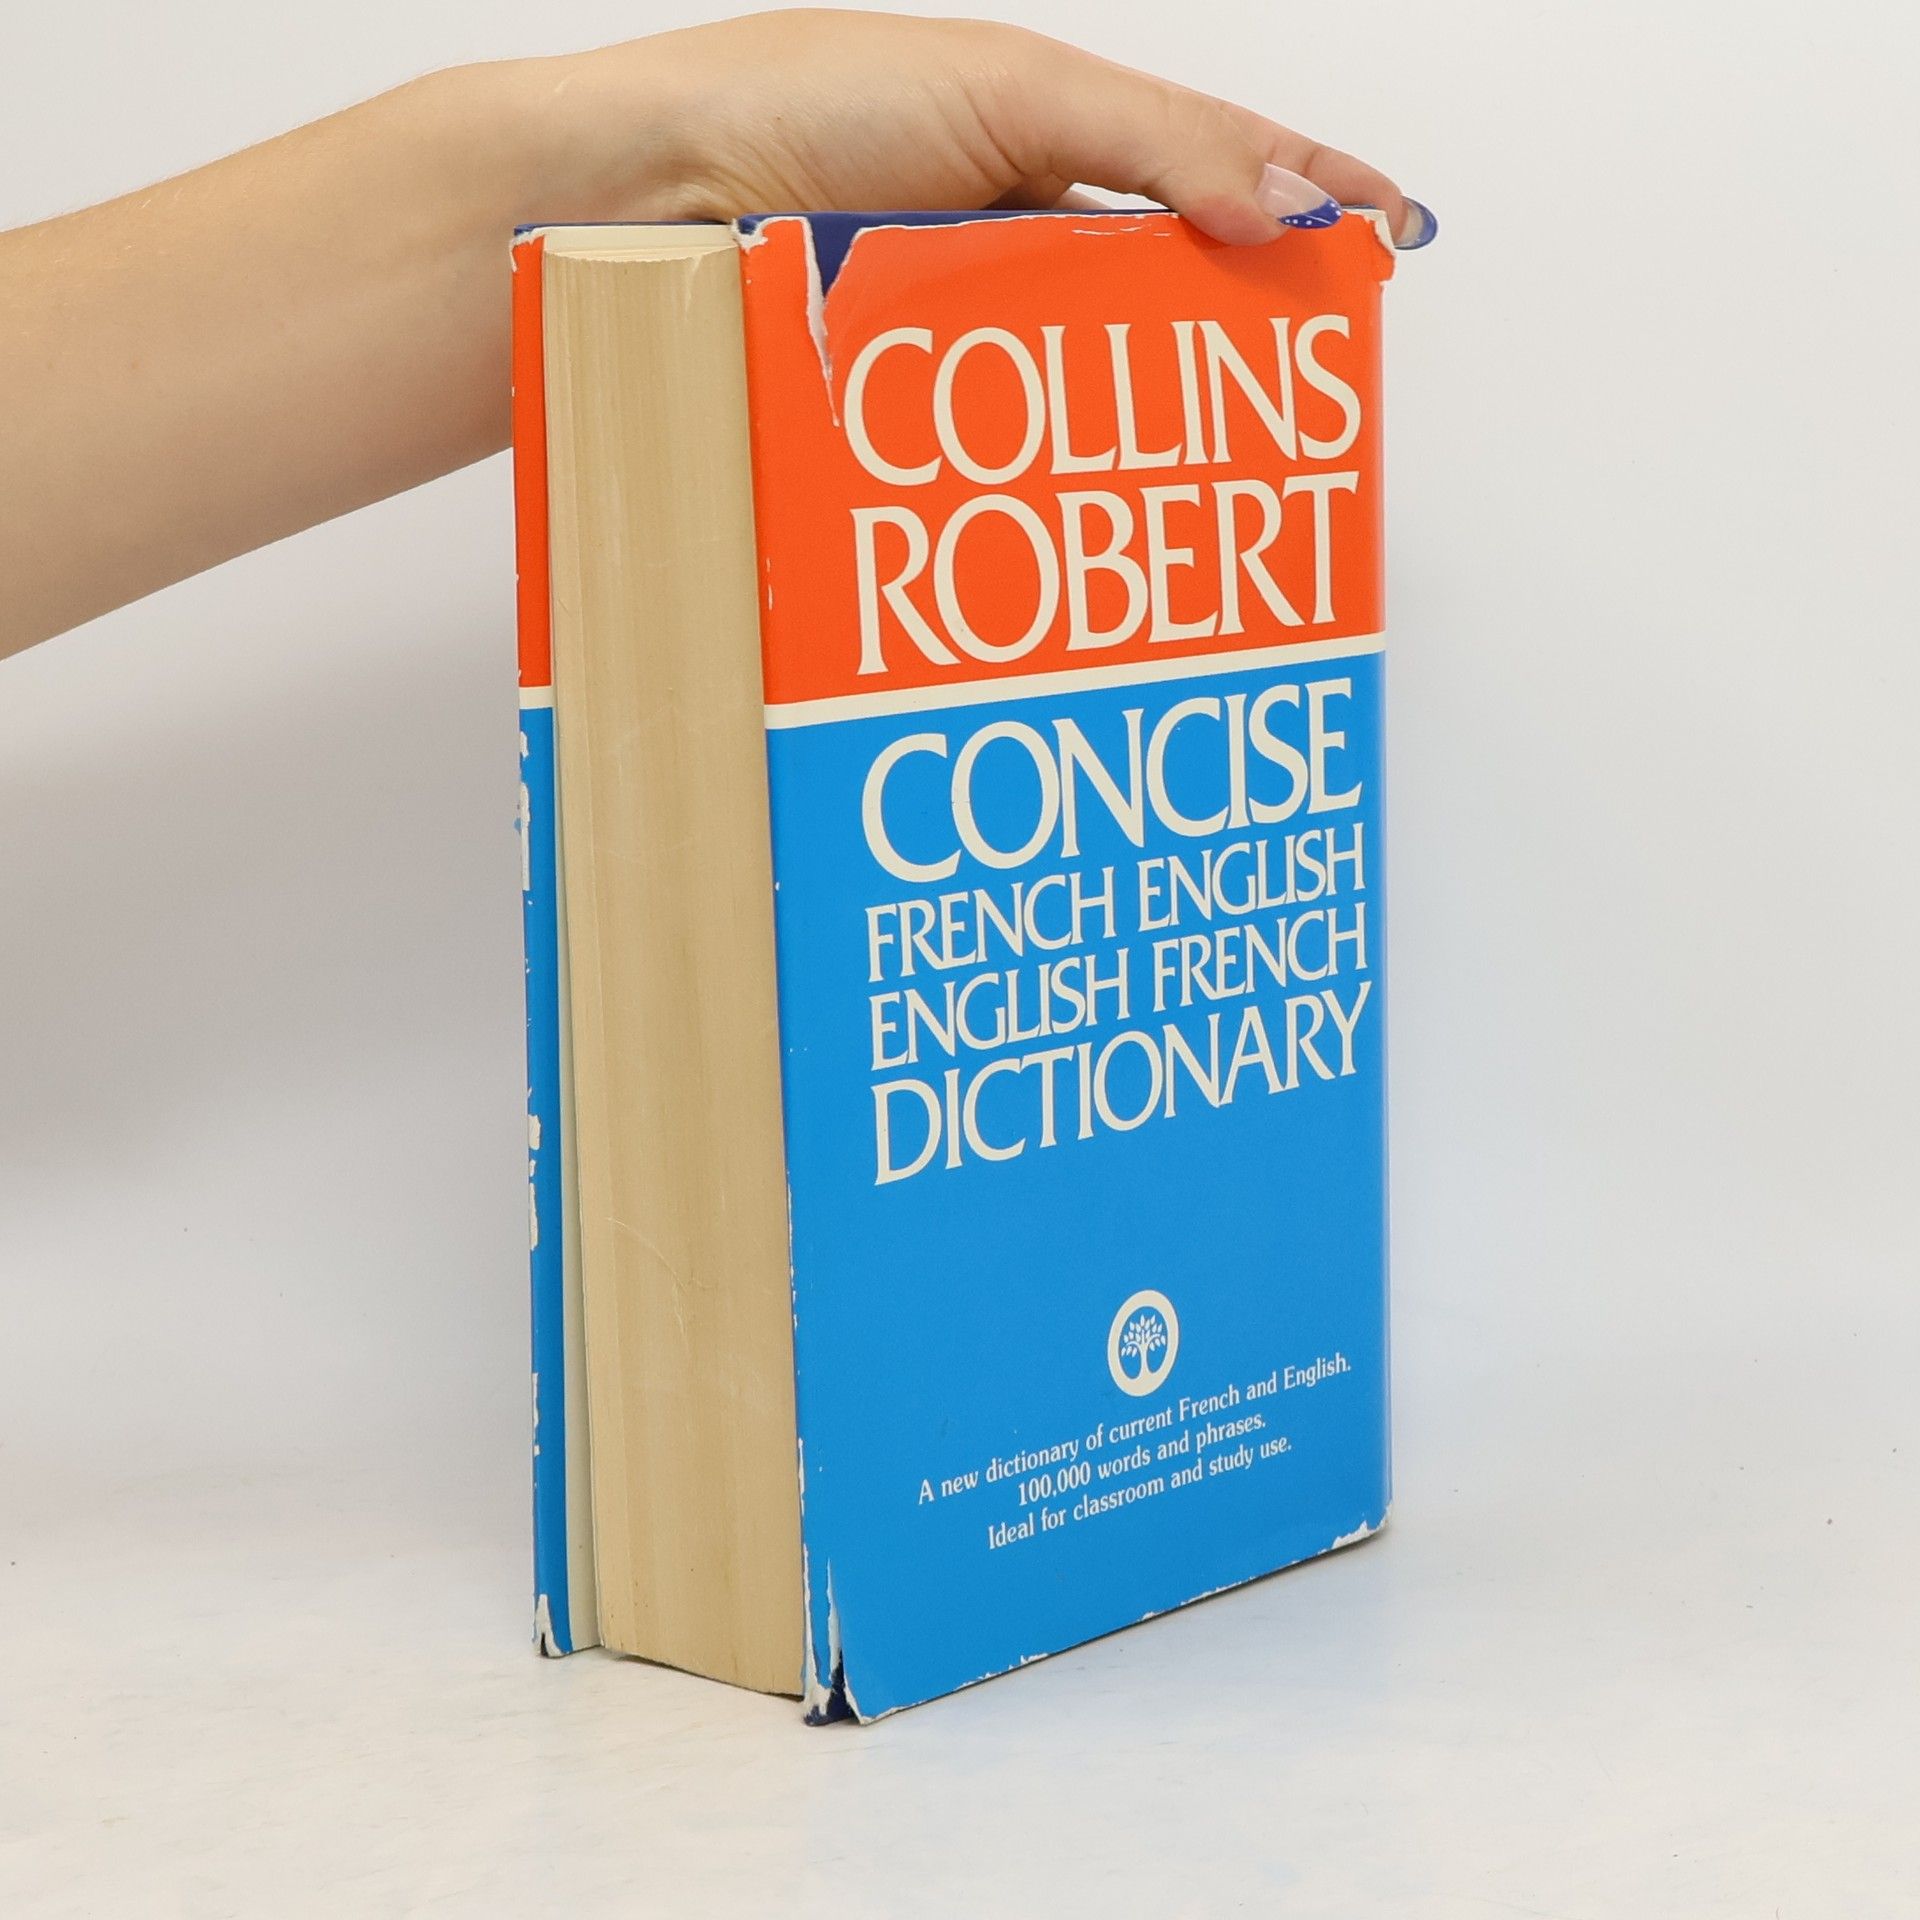 COLLINS
ROBERT
CONCISE
FRENCH ENGLISH
ENGLISH FRENCH
DICTIONARY
A new dictionary of current French and English.
100,000 words and phrases.
Ideal for classroom and study use.